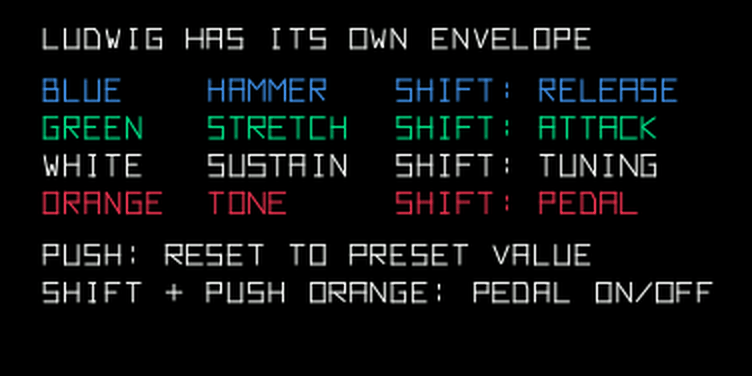 LUDWIG HAS ITS OWN ENVELOPE
BLUE HAMMER SHIFT: RELEASE
GREEN STRETCH SHIFT: ATTACK
WHITE SUSTAIN SHIFT: TUNING
ORANGE TONE SHIFT: PEDAL
PUSH: RESET TO PRESET VALUE
SHIFT + PUSH ORANGE: PEDAL ON/OFF